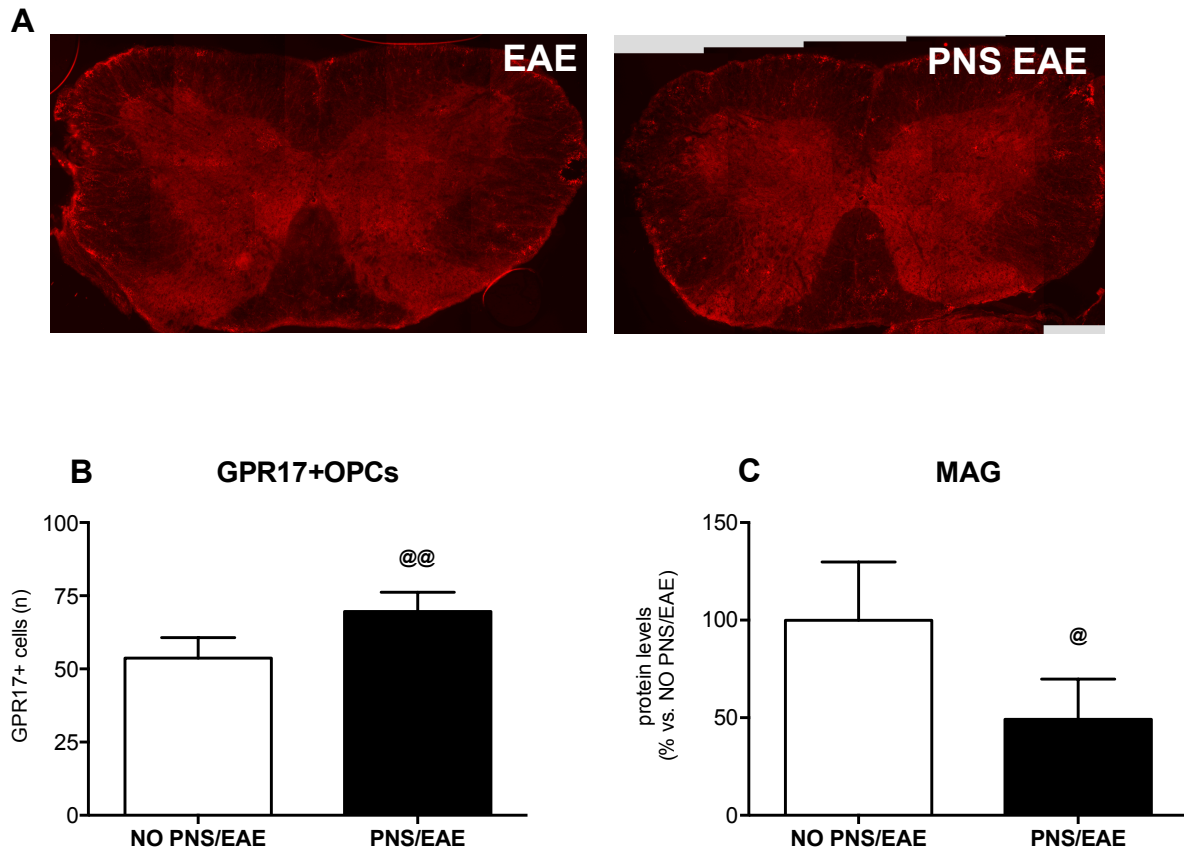 A
EAE
PNS EAE
B
GPR17+OPCs
GPR17+ cells (n)
100
75
50
25
0
@@
NO PNS/EAE
PNS/EAE
C
MAG
protein levels
(% vs. NO PNS/EAE)
150
100
50
0
@
NO PNS/EAE
PNS/EAE